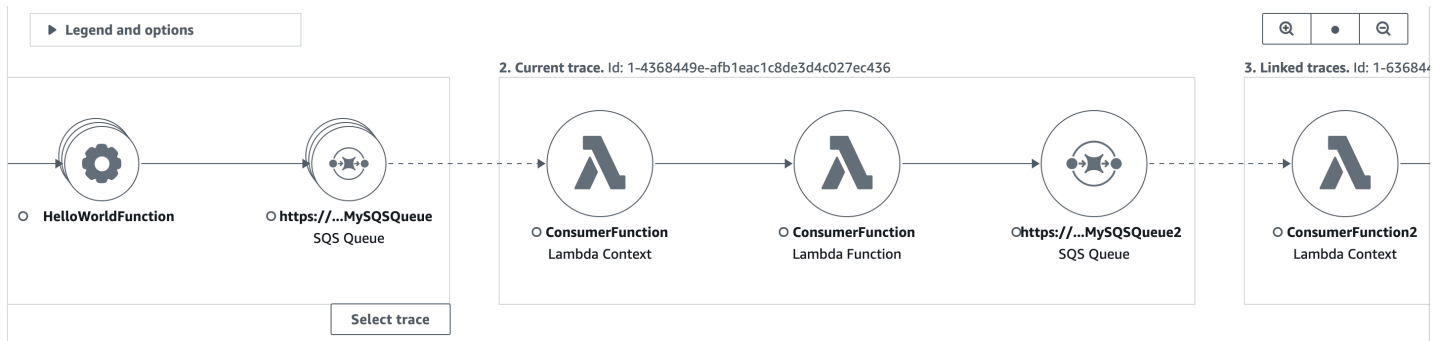 Legend and options
2. Current trace. Id: 1-4368449e-afb1eac1c8de3d4c027ec436
3. Linked traces. Id: 1-636844
HelloWorldFunction
https://...MySQSQueue
SQS Queue
ConsumerFunction
Lambda Context
ConsumerFunction
Lambda Function
https://...MySQSQueue2
SQS Queue
ConsumerFunction2
Lambda Context
Select trace